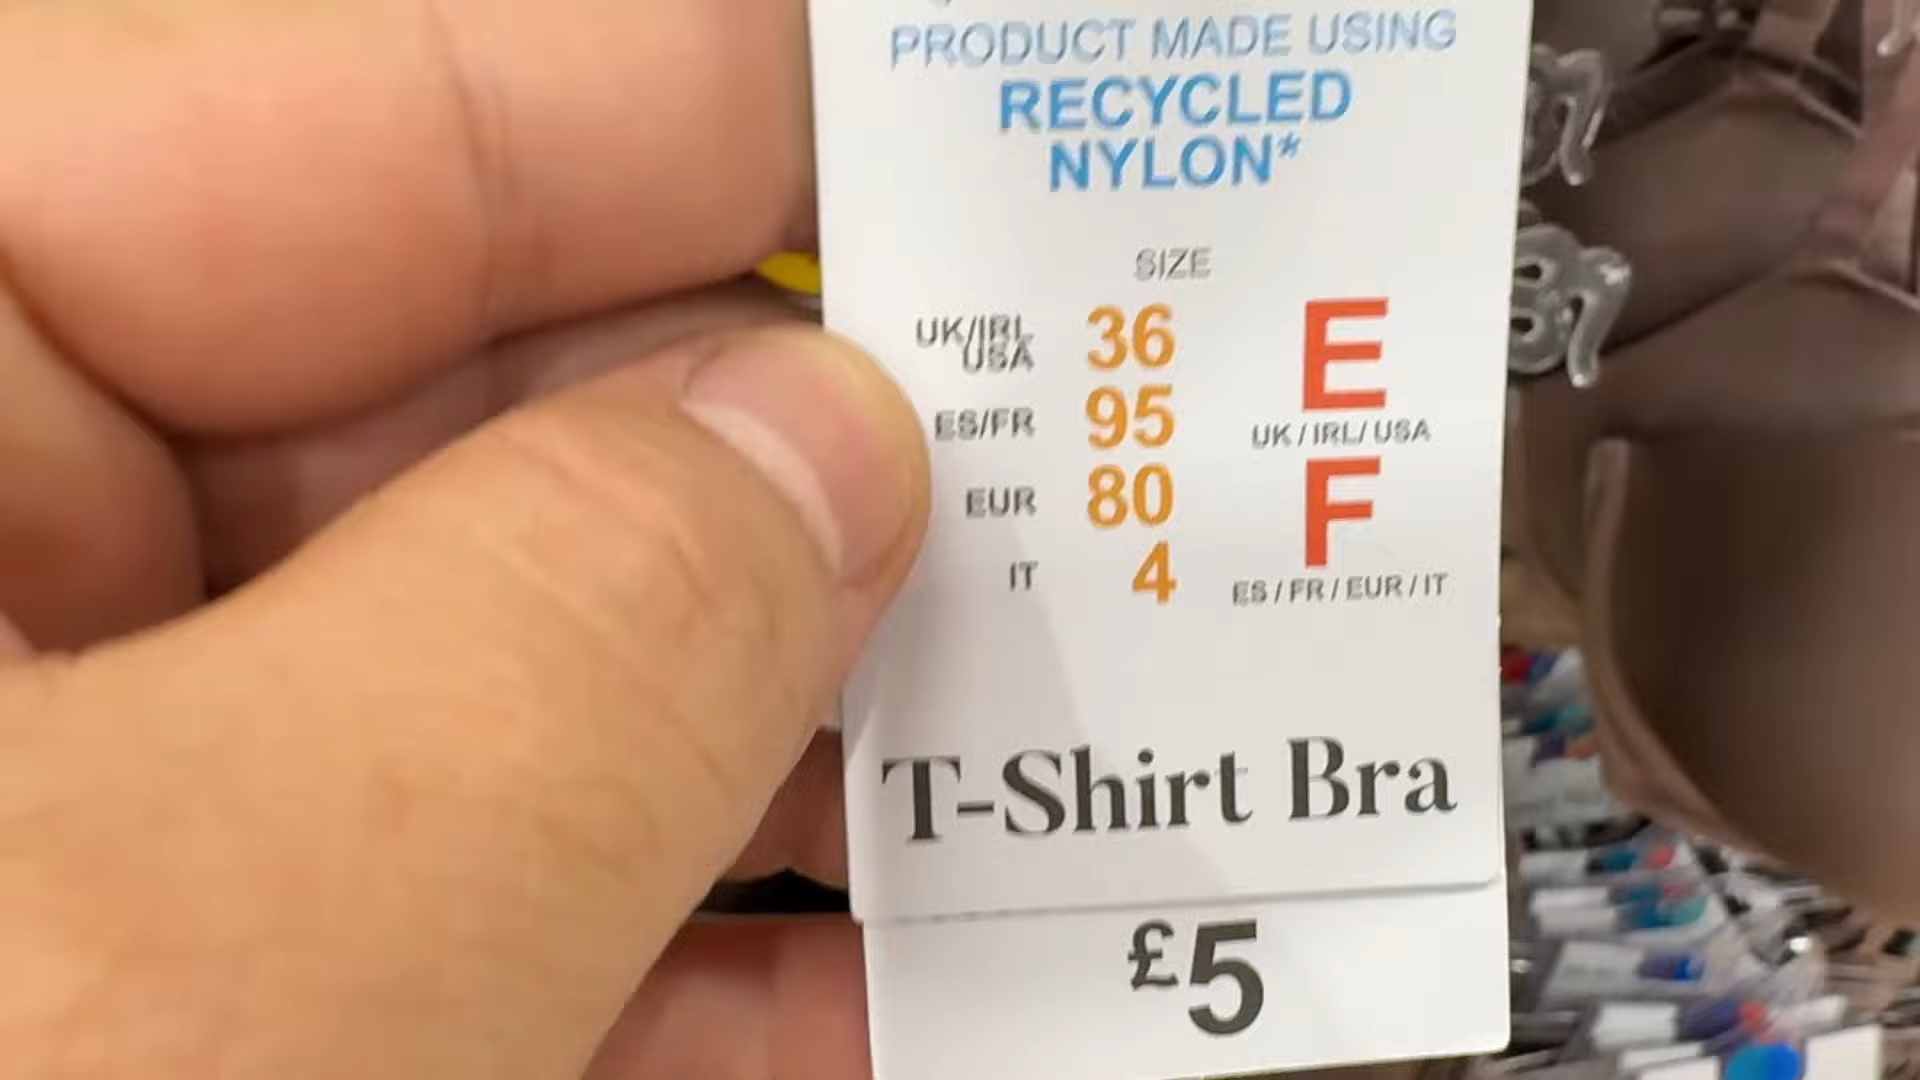 PRODUCT MADE USING
RECYCLED
NYLON*
SIZE
UK/IRL
USA
36
E
UK / IRL / USA
ES/FR
95
EUR
80
F
ES / FR / EUR / IT
IT
4
T-Shirt Bra
£5